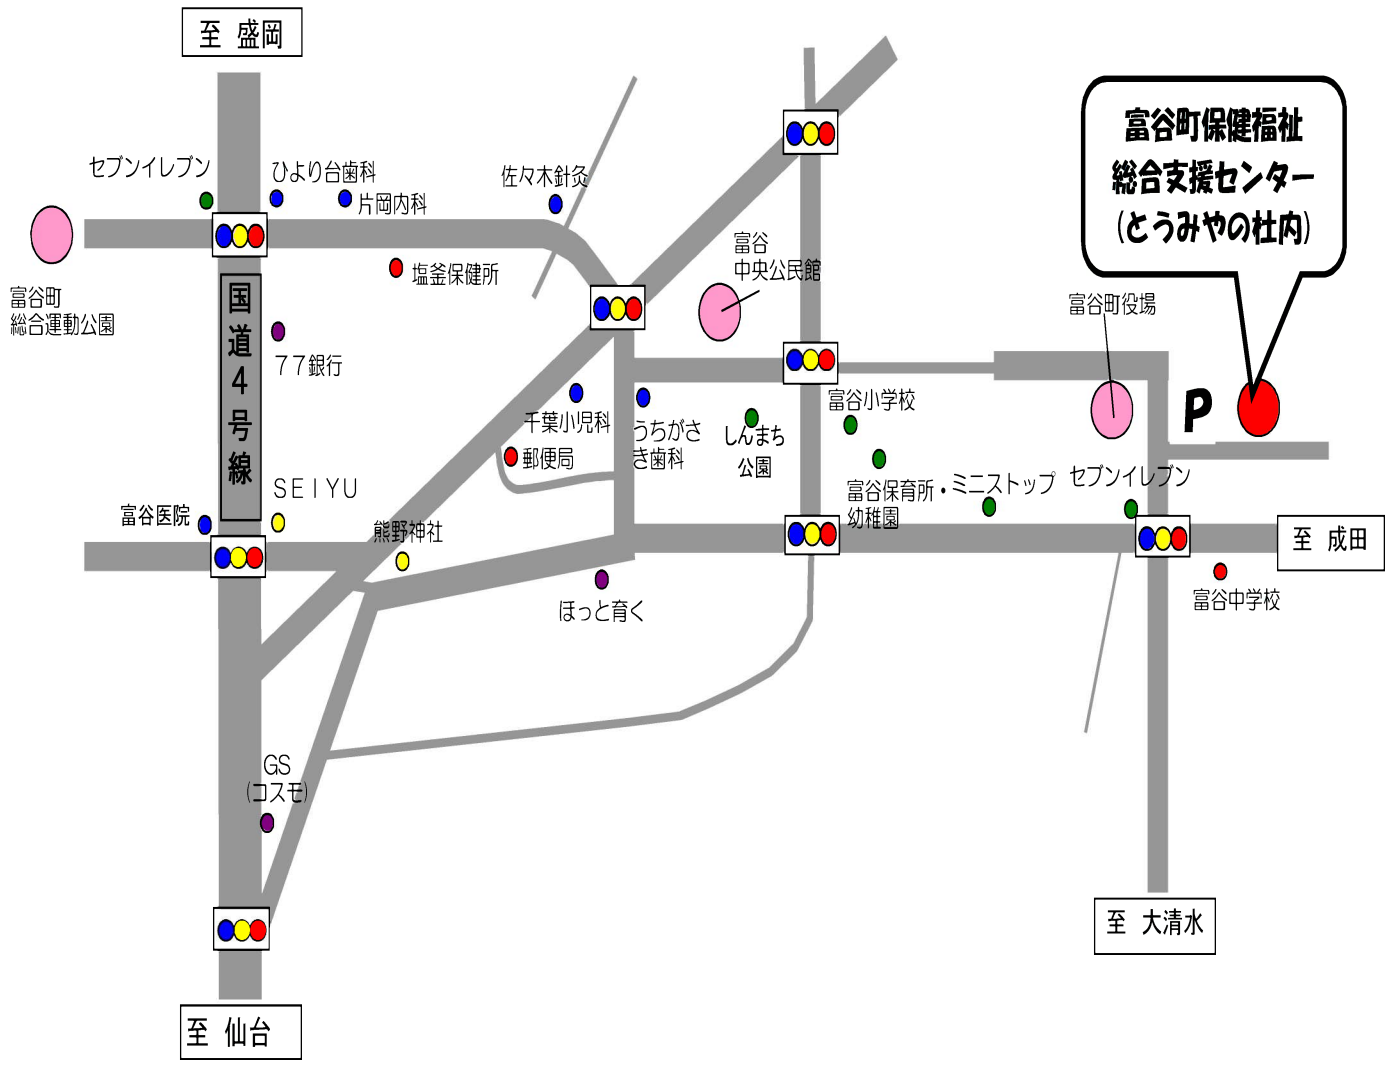 至 盛岡
富谷町保健福祉
総合支援センター
(とうみやの杜内)
セブンイレブン
ひより台歯科
片岡内科
佐々木針灸
富谷
中央公民館
塩釜保健所
富谷町
総合運動公園
国道4号線
77銀行
富谷町役場
P
千葉小児科
うちがさ
き歯科
しんまち
公園
富谷小学校
郵便局
SEIYU
富谷保育所・
幼稚園
ミニストップ
セブンイレブン
富谷医院
熊野神社
至 成田
ほっと育く
富谷中学校
GS
(コスモ)
至 大清水
至 仙台